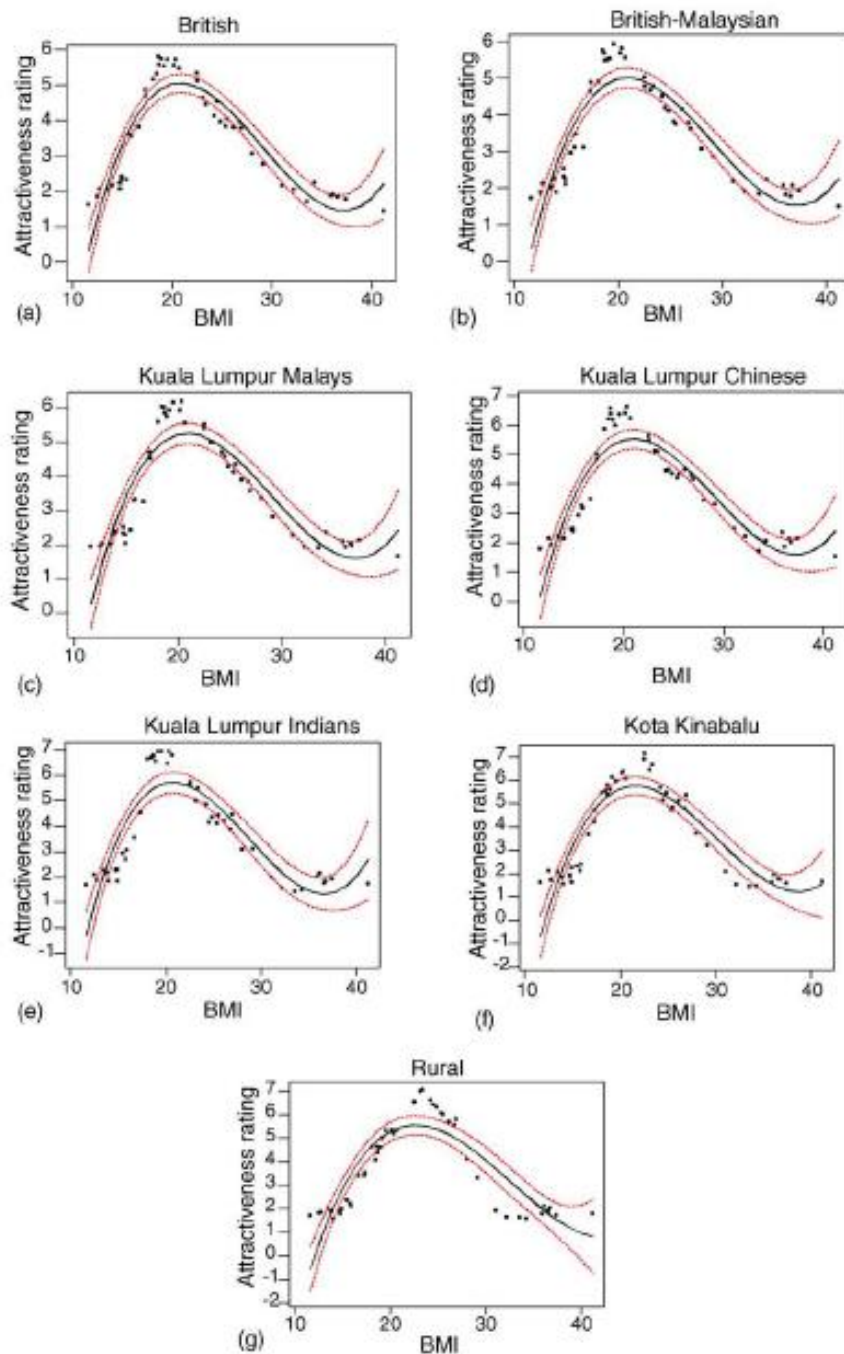 British
6
5
4
3
2
1
0
Attractiveness rating
10 20 30 40
BMI
(a)
British-Malaysian
6
5
4
3
2
1
0
Attractiveness rating
10 20 30 40
BMI
(b)
Kuala Lumpur Malays
6
5
4
3
2
1
0
Attractiveness rating
10 20 30 40
BMI
(c)
Kuala Lumpur Chinese
7
6
5
4
3
2
1
0
Attractiveness rating
10 20 30 40
BMI
(d)
Kuala Lumpur Indians
7
6
5
4
3
2
1
0
-1
Attractiveness rating
10 20 30 40
BMI
(e)
Kota Kinabalu
7
6
5
4
3
2
1
0
-1
-2
Attractiveness rating
10 20 30 40
BMI
(f)
Rural
7
6
5
4
3
2
1
0
-1
-2
Attractiveness rating
10 20 30 40
BMI
(g)